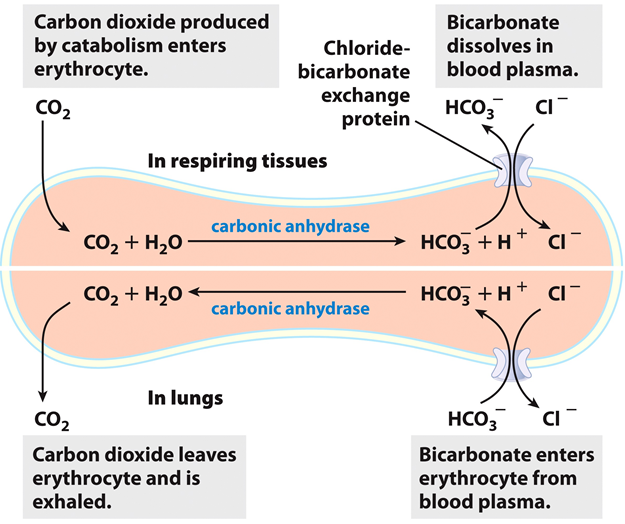 Carbon dioxide produced
by catabolism enters
erythrocyte.
Chloride-
bicarbonate
exchange
protein
Bicarbonate
dissolves in
blood plasma.
CO₂
HCO₃⁻ Cl⁻
In respiring tissues
CO₂ + H₂O carbonic anhydrase HCO₃⁻ + H⁺ Cl⁻
CO₂ + H₂O carbonic anhydrase HCO₃⁻ + H⁺ Cl⁻
In lungs
CO₂
HCO₃⁻ Cl⁻
Carbon dioxide leaves
erythrocyte and is
exhaled.
Bicarbonate enters
erythrocyte from
blood plasma.